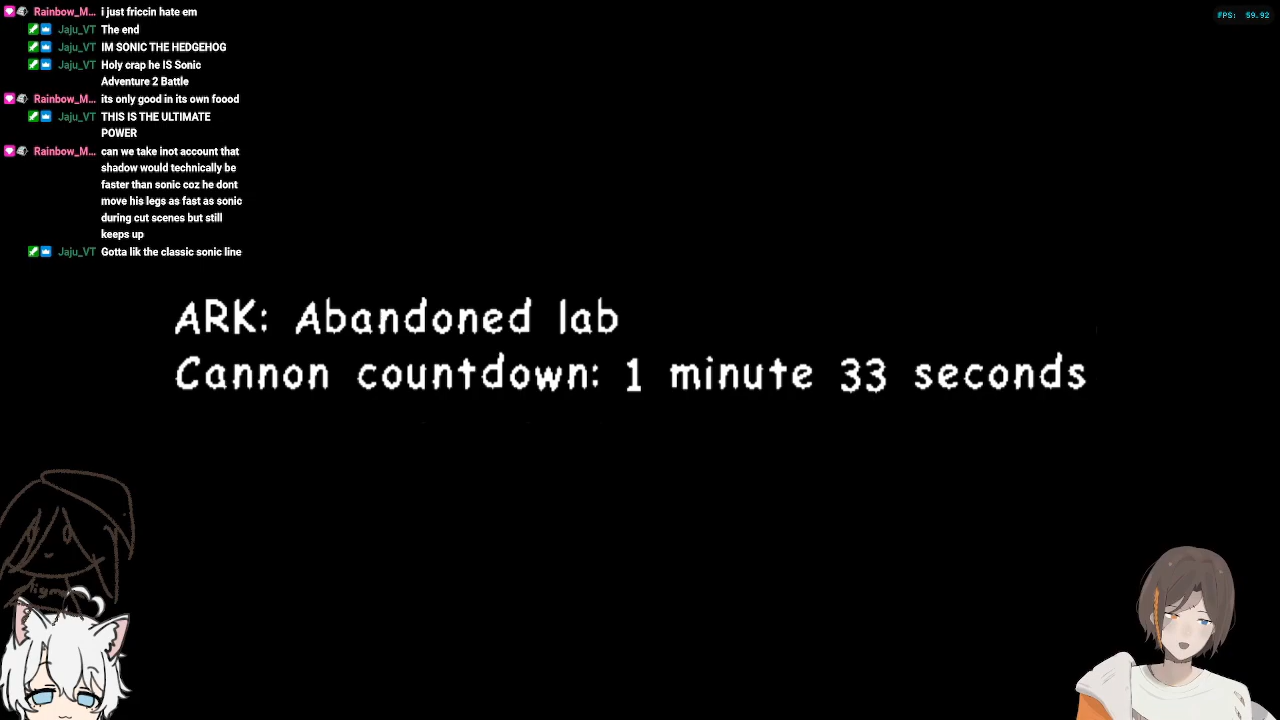 Rainbow_M... i just friccin hate em
Jaju_VT The end
Jaju_VT IM SONIC THE HEDGEHOG
Jaju_VT Holy crap he IS Sonic
Adventure 2 Battle
Rainbow_M... its only good in its own foood
Jaju_VT THIS IS THE ULTIMATE
POWER
Rainbow_M... can we take inot account that
shadow would technically be
faster than sonic coz he dont
move his legs as fast as sonic
during cut scenes but still
keeps up
Jaju_VT Gotta lik the classic sonic line
FPS: 59.92
ARK: Abandoned lab
Cannon countdown: 1 minute 33 seconds